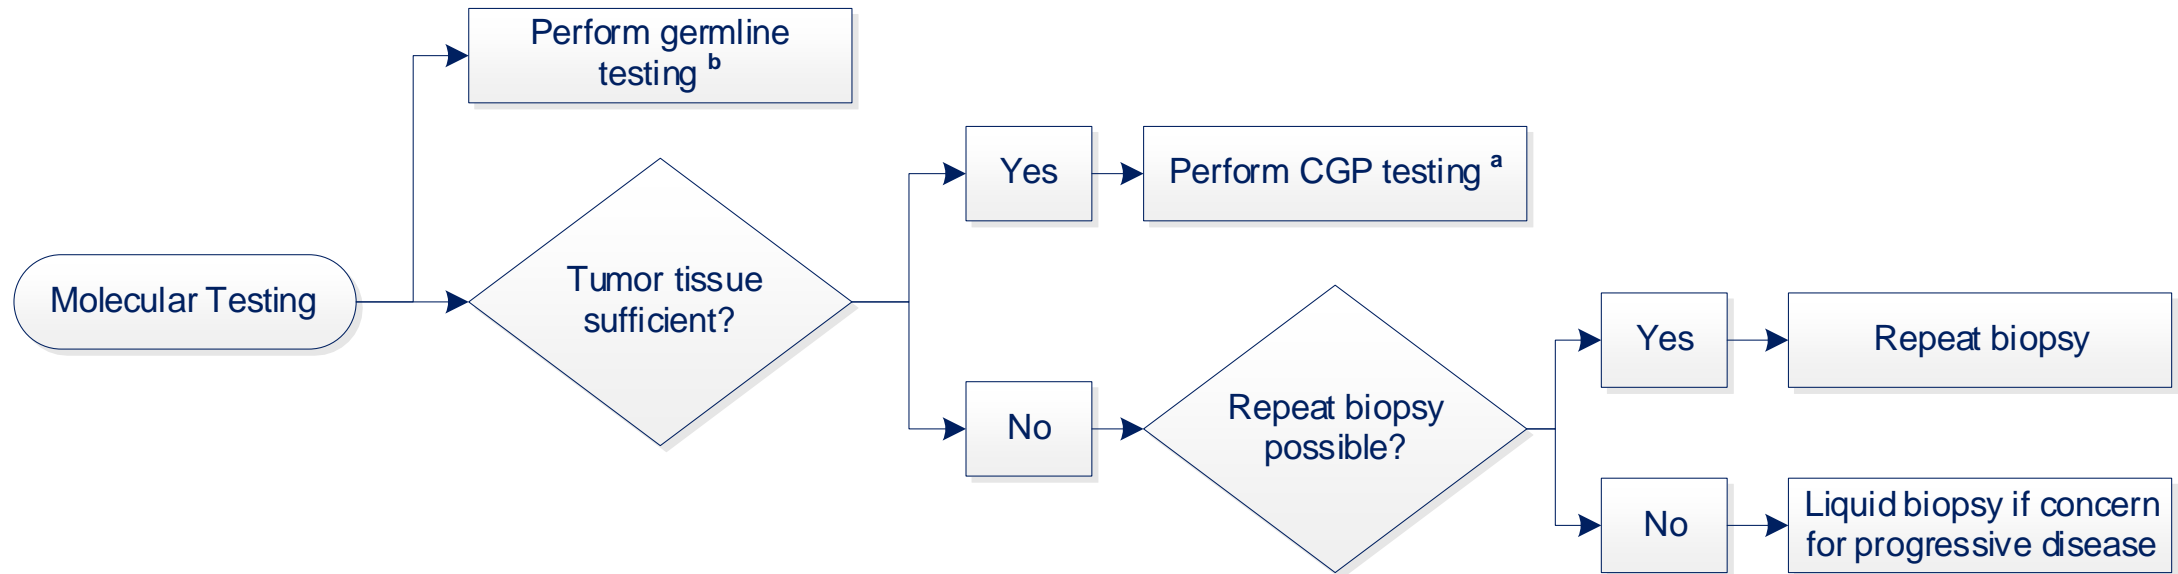 Perform germline
testing b
Yes
Perform CGP testing a
Molecular Testing
Tumor tissue
sufficient?
Yes
Repeat biopsy
No
Repeat biopsy
possible?
No
Liquid biopsy if concern
for progressive disease